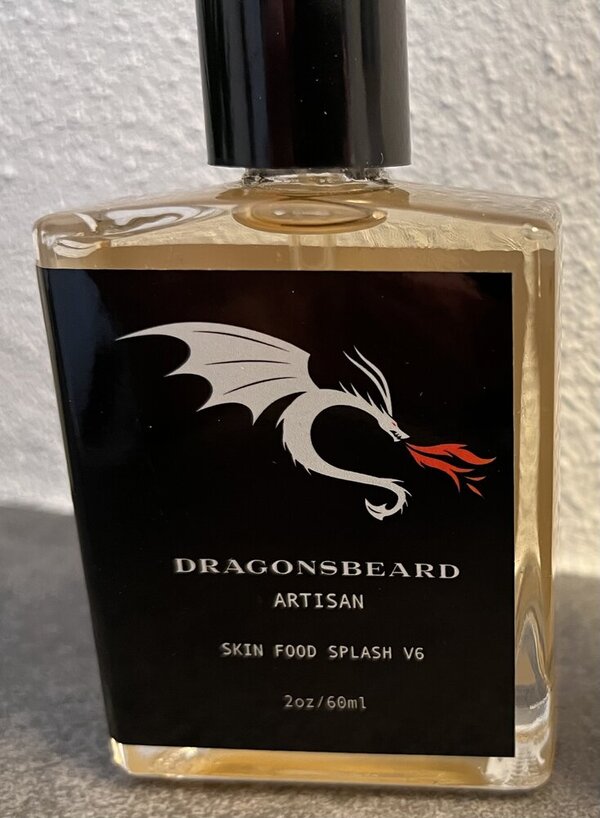 DRAGONSBEARD
ARTISAN
SKIN FOOD SPLASH V6
2oz/60ml